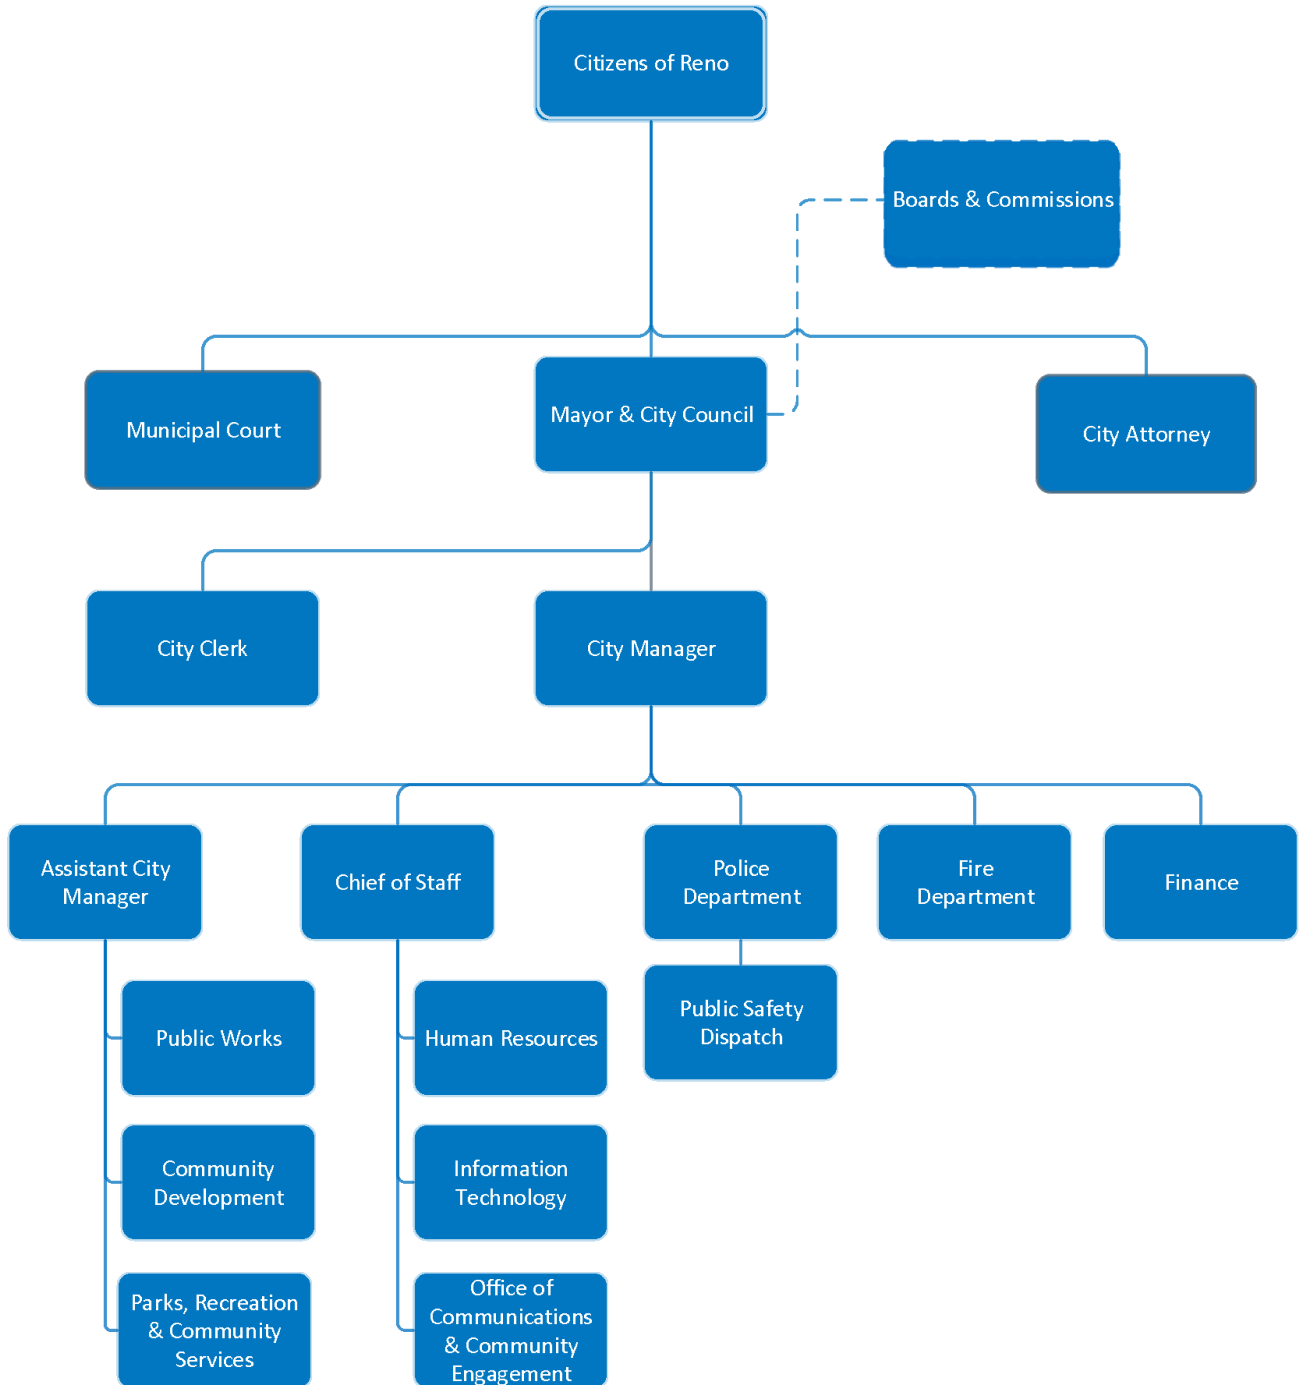 Citizens of Reno
Boards & Commissions
Municipal Court
Mayor & City Council
City Attorney
City Clerk
City Manager
Assistant City
Manager
Chief of Staff
Police
Department
Fire
Department
Finance
Public Works
Human Resources
Public Safety
Dispatch
Community
Development
Information
Technology
Parks, Recreation
& Community
Services
Office of
Communications
& Community
Engagement